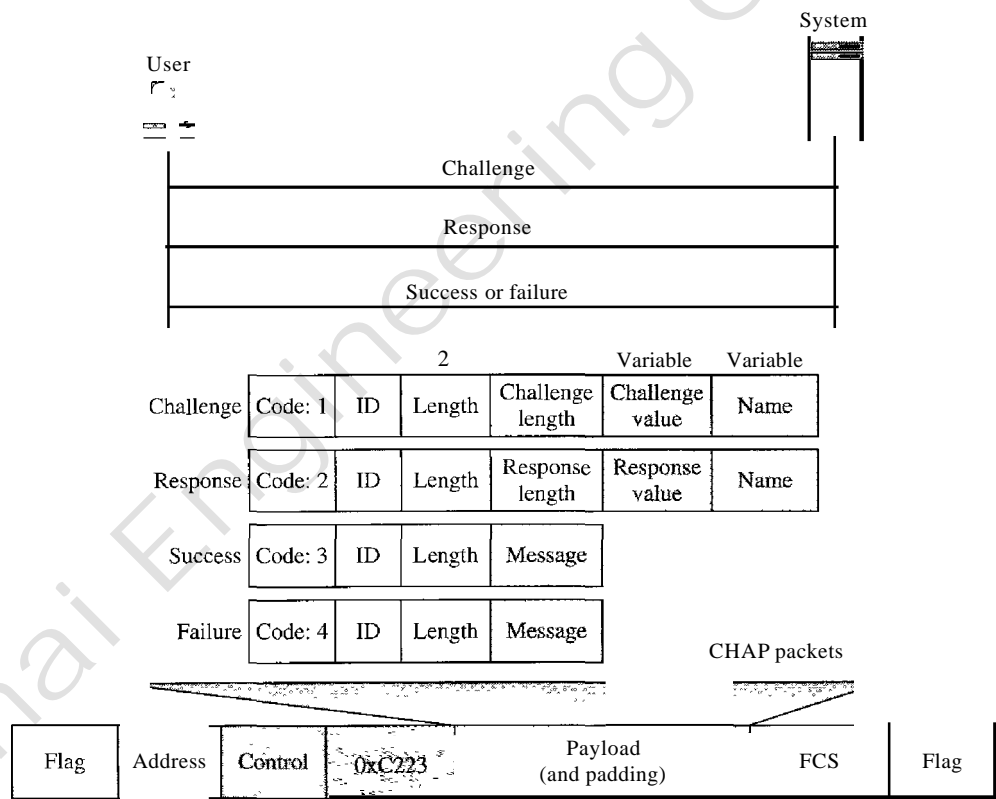 System
User
Challenge
Response
Success or failure
2 Variable Variable
Challenge Code: 1 ID Length Challenge length Challenge value Name
Response Code: 2 ID Length Response length Response value Name
Success Code: 3 ID Length Message
Failure Code: 4 ID Length Message
CHAP packets
Flag Address Control 0xC223 Payload (and padding) FCS Flag
hai Engineering C